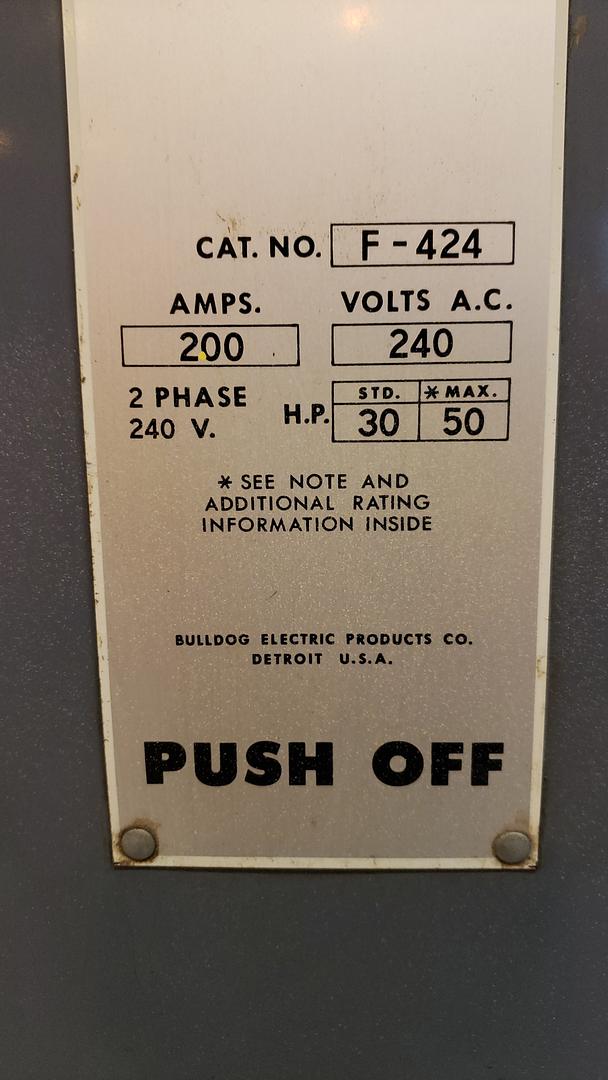 CAT. NO. F-424
AMPS. VOLTS A.C.
200 240
2 PHASE
240 V.
H.P. STD. *MAX.
30 50
* SEE NOTE AND
ADDITIONAL RATING
INFORMATION INSIDE
BULLDOG ELECTRIC PRODUCTS CO.
DETROIT U.S.A.
PUSH OFF